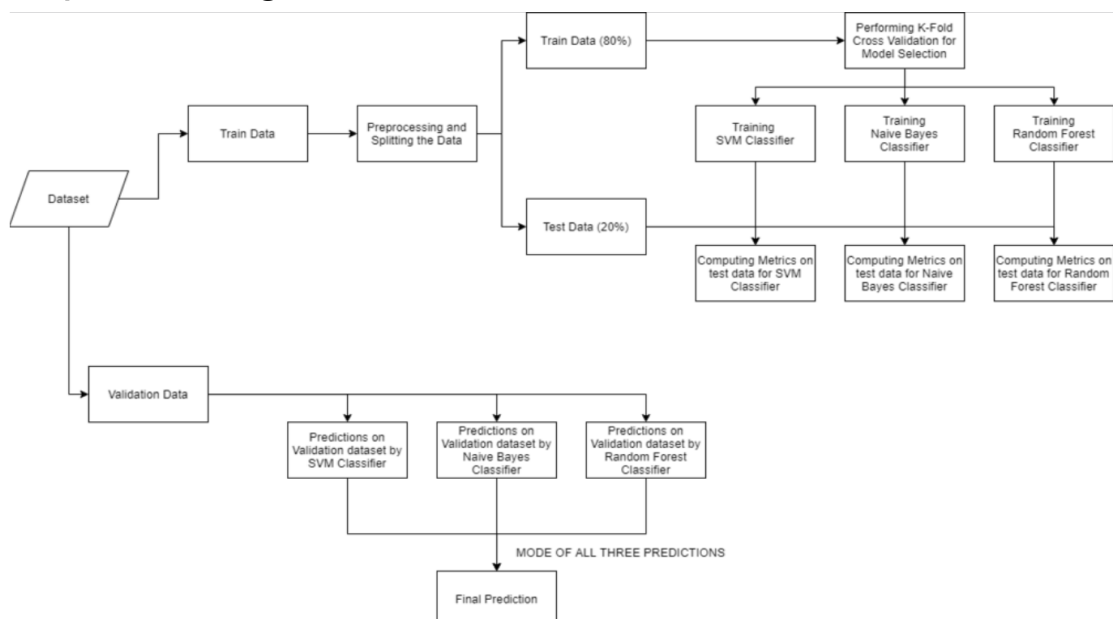 Train Data (80%)
Performing K-Fold
Cross Validation for
Model Selection
Train Data
Preprocessing and
Splitting the Data
Training
SVM Classifier
Training
Naive Bayes
Classifier
Training
Random Forest
Classifier
Dataset
Test Data (20%)
Computing Metrics on
test data for SVM
Classifier
Computing Metrics on
test data for Naive
Bayes Classifier
Computing Metrics on
test data for Random
Forest Classifier
Validation Data
Predictions on
Validation dataset by
SVM Classifier
Predictions on
Validation dataset by
Naive Bayes
Classifier
Predictions on
Validation dataset by
Random Forest
Classifier
MODE OF ALL THREE PREDICTIONS
Final Prediction